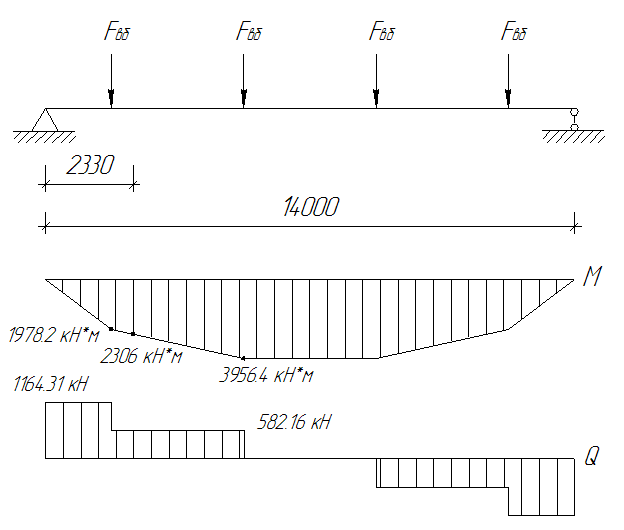 Fвб Fвб Fвб Fвб
2330
14000
M
1978.2 кН*м
2306 кН*м
3956.4 кН*м
1164.31 кН
582.16 кН
Q